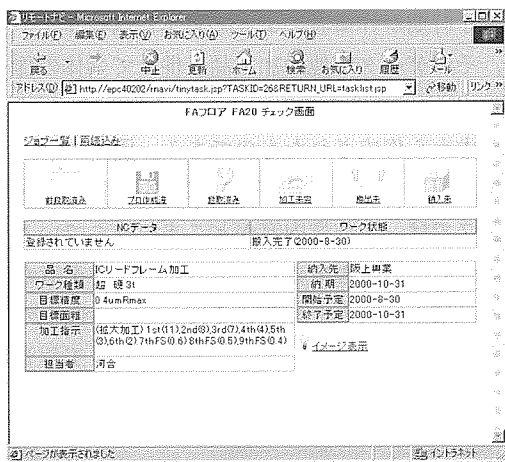 リモートナビ - Microsoft Internet Explorer
ファイル(F) 編集(E) 表示(V) お気に入り(A) ツール(T) ヘルプ(H)
戻る 中止 更新 ホーム 検索 お気に入り 履歴 メール
アドレス(D) http://epc40202/rnavi/tinytask.jsp?TASKID=26&RETURN_URL=tasklist.jsp 移動 リンク
FAフロア FA20 チェック画面
ジョブ一覧 | 再読込み
前段取済み プロ作成済 段取済み 加工未完 検出未 納入未
NCデータ ワーク状態
登録されていません 搬入完了(2000-8-30)
品 名 ICリードフレーム加工 納入先 阪上興業
ワーク種類 超 硬 3t 納 期 2000-10-31
目標精度 0.4umRmax 開始予定 2000-8-30
目標面粗 終了予定 2000-10-31
加工指示 (拡大加工) 1st(11),2nd(8),3rd(7),4th(4),5th
(3),6th(2),7thFS(0.6) 8thFS(0.5),9thFS(0.4)
イメージ表示
担当者 河合
ページが表示されました イントラネット